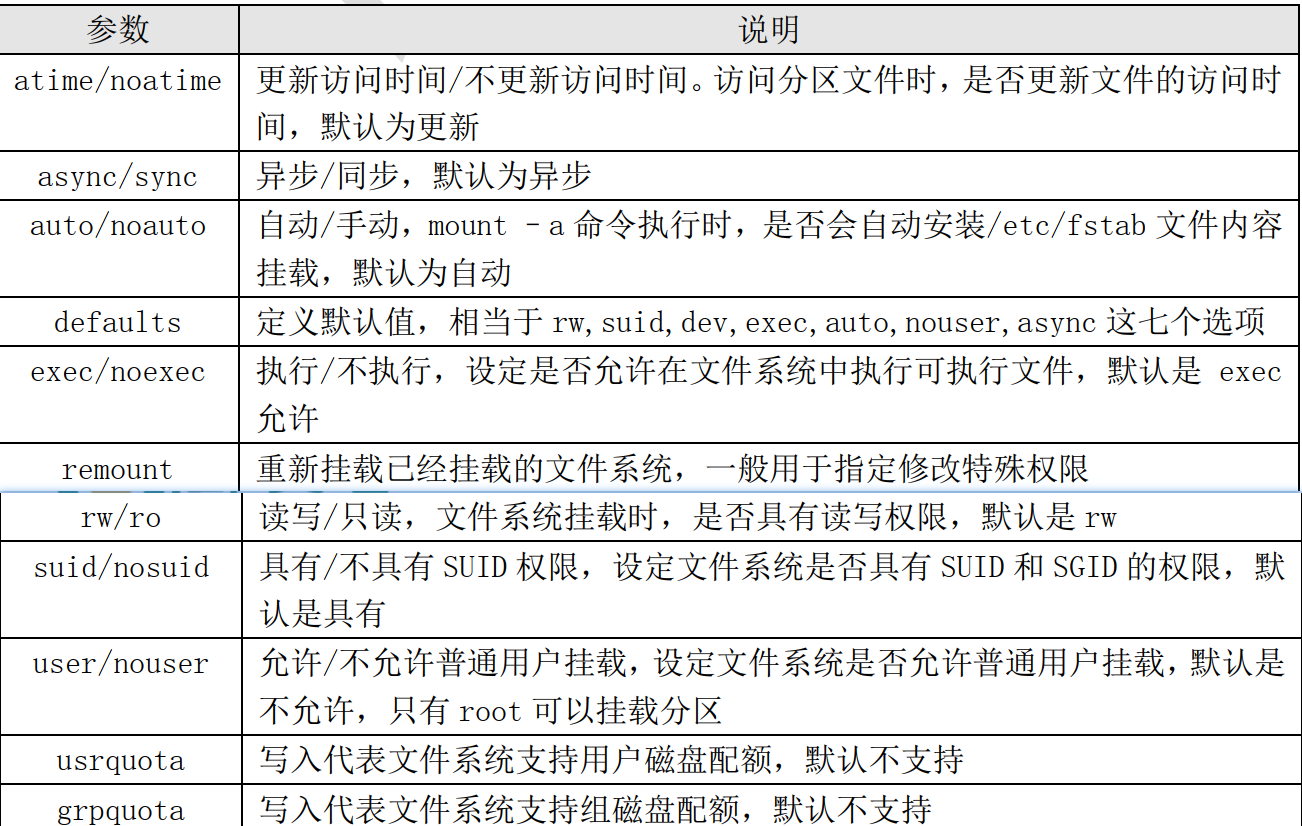 参数 说明
atime/noatime 更新访问时间/不更新访问时间。访问分区文件时，是否更新文件的访问时
间，默认为更新
async/sync 异步/同步，默认为异步
auto/noauto 自动/手动，mount –a 命令执行时，是否会自动安装/etc/fstab 文件内容
挂载，默认为自动
defaults 定义默认值，相当于 rw,suid,dev,exec,auto,nouser,async 这七个选项
exec/noexec 执行/不执行，设定是否允许在文件系统中执行可执行文件，默认是 exec
允许
remount 重新挂载已经挂载的文件系统，一般用于指定修改特殊权限
rw/ro 读写/只读，文件系统挂载时，是否具有读写权限，默认是 rw
suid/nosuid 具有/不具有 SUID 权限，设定文件系统是否具有 SUID 和 SGID 的权限，默
认是具有
user/nouser 允许/不允许普通用户挂载，设定文件系统是否允许普通用户挂载，默认是
不允许，只有 root 可以挂载分区
usrquota 写入代表文件系统支持用户磁盘配额，默认不支持
grpquota 写入代表文件系统支持组磁盘配额，默认不支持